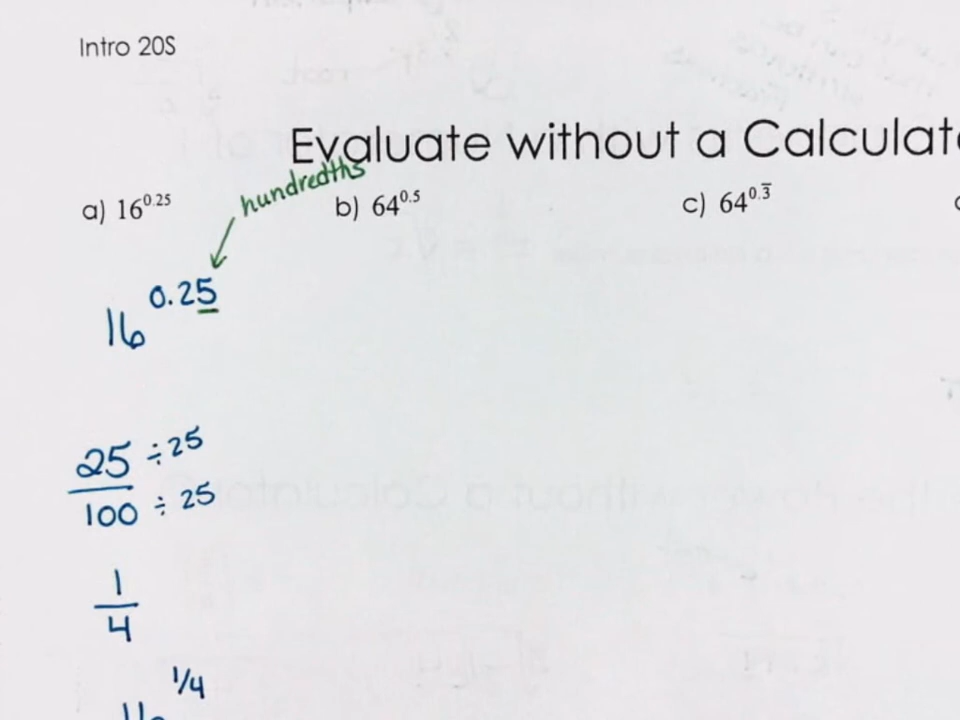 Intro 20S
Evaluate without a Calculat
hundredths
a) 16^0.25 b) 64^0.5 c) 64^0.3̅
16^0.25
25 ÷ 25
100 ÷ 25
1
4
16^1/4